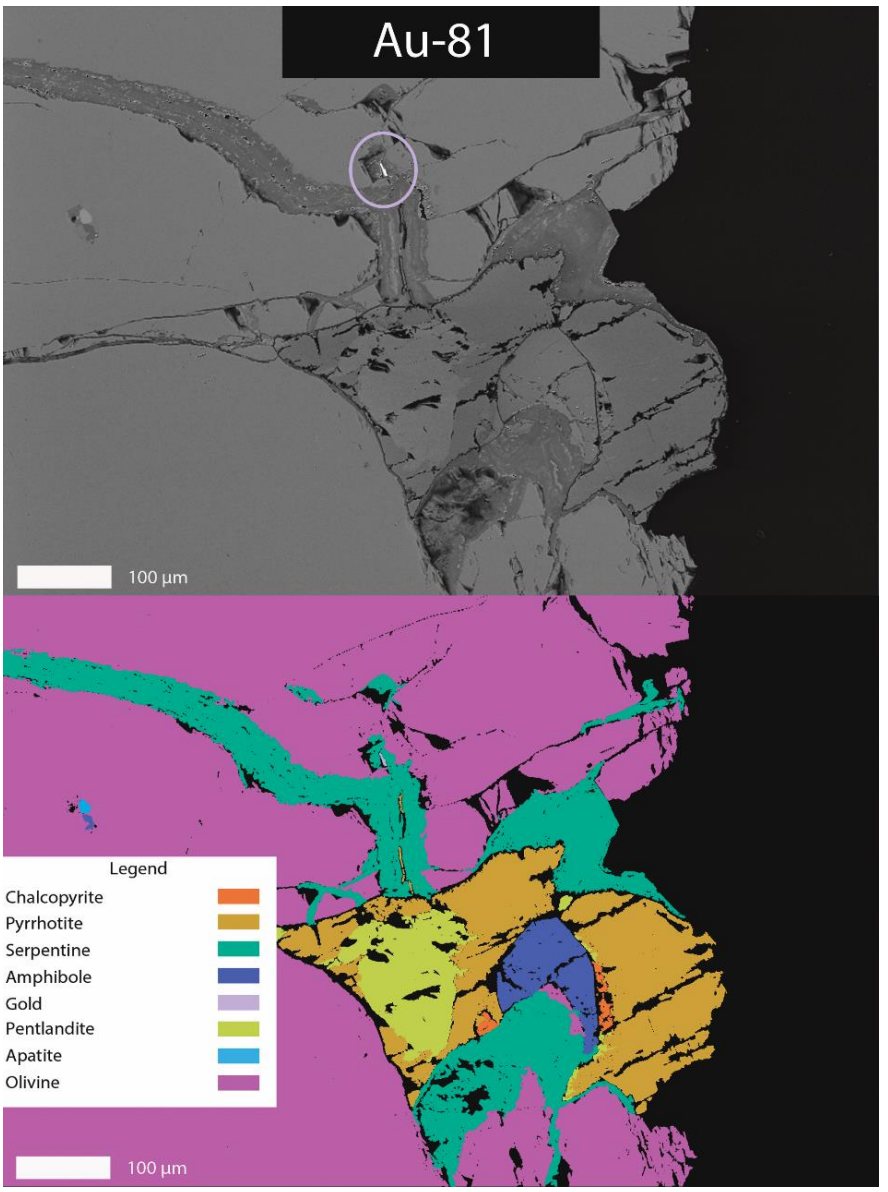 Au-81
100 µm
Legend
Chalcopyrite
Pyrrhotite
Serpentine
Amphibole
Gold
Pentlandite
Apatite
Olivine
100 µm